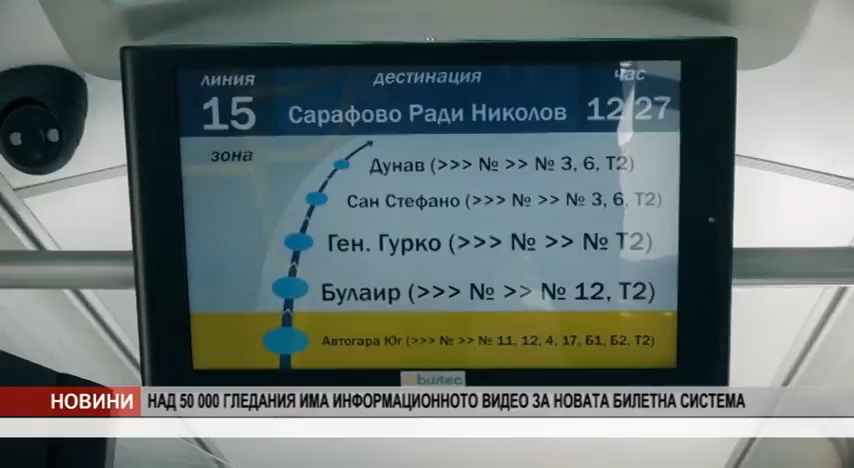 линия дестинация час
15 Сарафово Ради Николов 12 27
зона
Дунав (>>> № >> № 3, 6, Т2)
Сан Стефано (>>> № >> № 3, 6, Т2)
Ген. Гурко (>>> № >> № Т2)
Булаир (>>> № >> № 12, Т2)
Автогара Юг (>>> № >> № 11, 12, 4, 17, Б1, Б2, Т2)
билес
НОВИНИ НАД 50 000 ГЛЕДАНИЯ ИМА ИНФОРМАЦИОННОТО ВИДЕО ЗА НОВАТА БИЛЕТНА СИСТЕМА